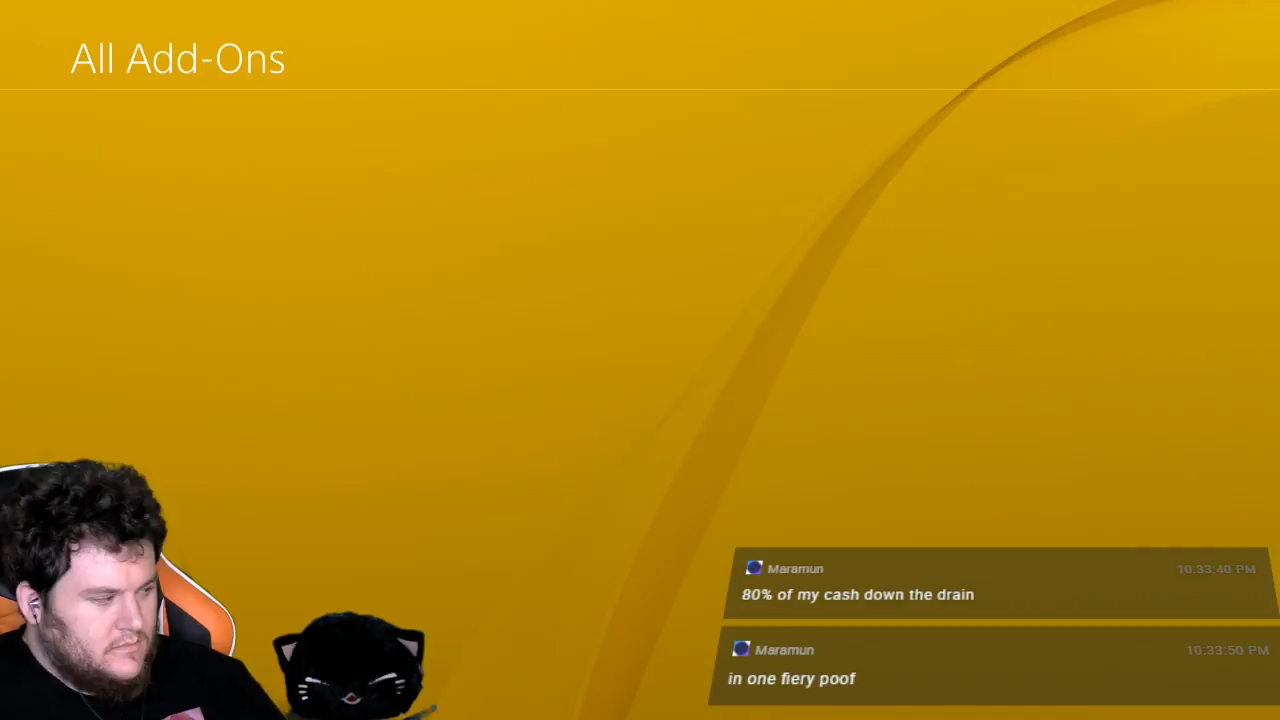 All Add-Ons
Maramun 10:33:40 PM
80% of my cash down the drain
Maramun 10:33:50 PM
in one fiery poof